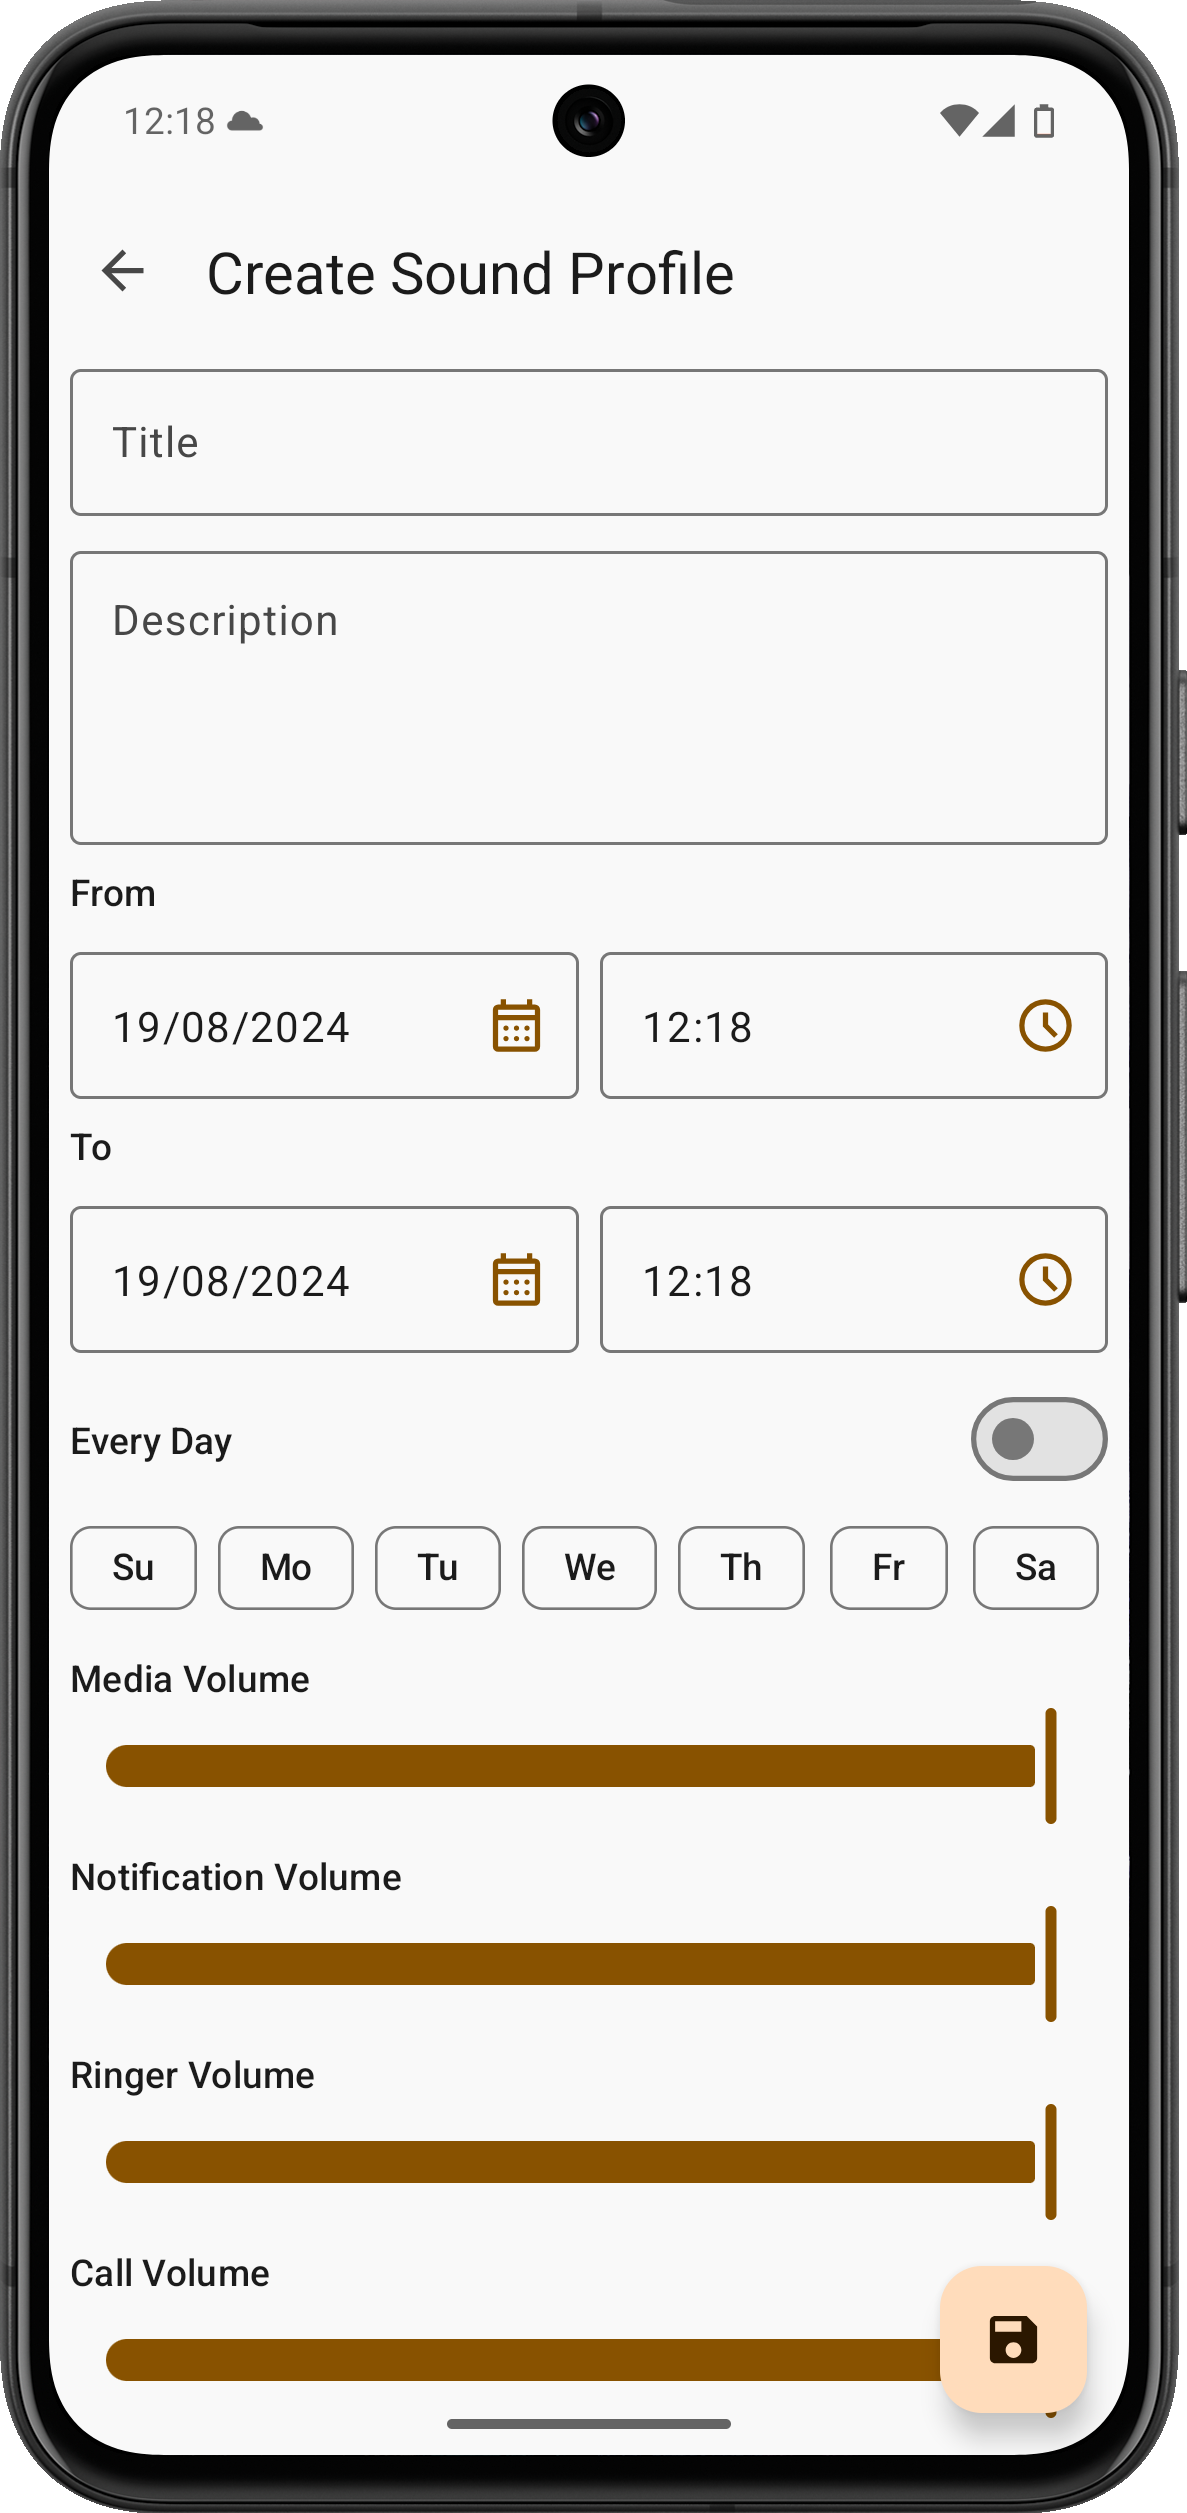 12:18
Create Sound Profile
Title
Description
From
19/08/2024 12:18
To
19/08/2024 12:18
Every Day
Su Mo Tu We Th Fr Sa
Media Volume
Notification Volume
Ringer Volume
Call Volume